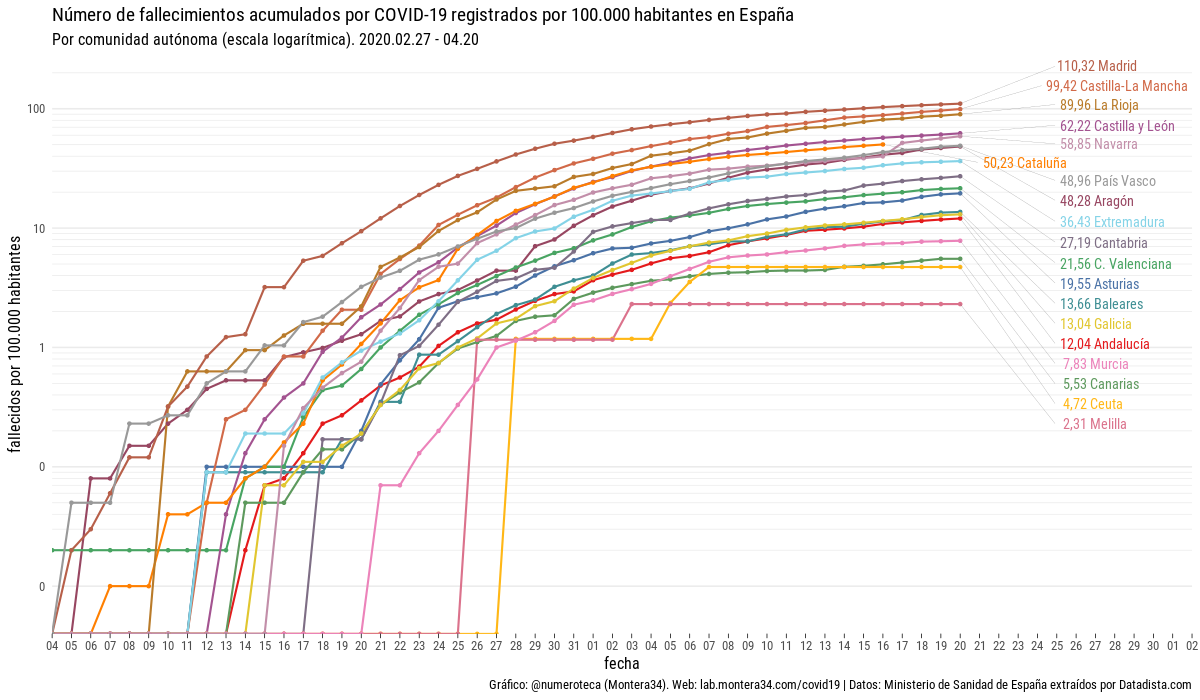 Número de fallecimientos acumulados por COVID-19 registrados por 100.000 habitantes en España
Por comunidad autónoma (escala logarítmica). 2020.02.27 - 04.20
fallecidos por 100.000 habitantes
100
10
1
0
0
110,32 Madrid
99,42 Castilla-La Mancha
89,96 La Rioja
62,22 Castilla y León
58,85 Navarra
50,23 Cataluña
48,96 País Vasco
48,28 Aragón
36,43 Extremadura
27,19 Cantabria
21,56 C. Valenciana
19,55 Asturias
13,66 Baleares
13,04 Galicia
12,04 Andalucía
7,83 Murcia
5,53 Canarias
4,72 Ceuta
2,31 Melilla
04 05 06 07 08 09 10 11 12 13 14 15 16 17 18 19 20 21 22 23 24 25 26 27 28 29 30 31 01 02 03 04 05 06 07 08 09 10 11 12 13 14 15 16 17 18 19 20 21 22 23 24 25 26 27 28 29 30 01 02
fecha
Gráfico: @numeroteca (Montera34). Web: lab.montera34.com/covid19 | Datos: Ministerio de Sanidad de España extraídos por Datadista.com